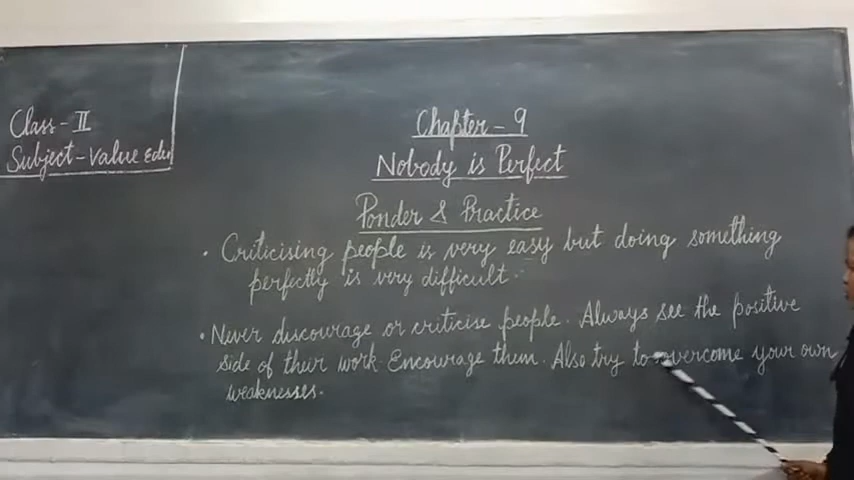 Class - II
Subject - Value Edu
Chapter - 9
Nobody is Perfect
Ponder & Practice
• Criticising people is very easy but doing something
perfectly is very difficult.
• Never discourage or criticise people. Always see the positive
side of their work. Encourage them. Also try to overcome your own
weaknesses.